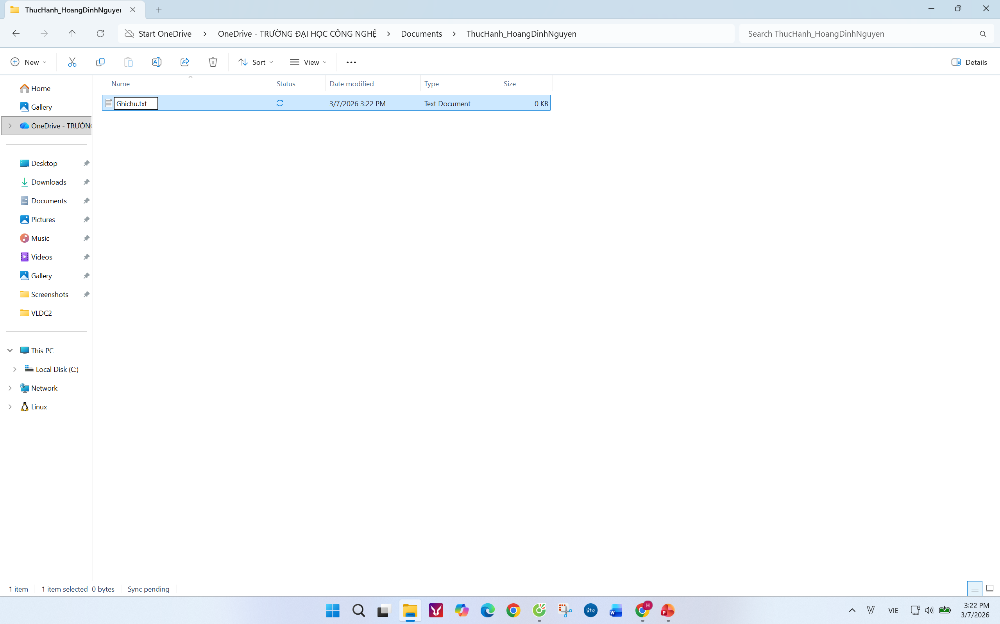 ThucHanh_HoangDinhNguyen
Start OneDrive > OneDrive - TRƯỜNG ĐẠI HỌC CÔNG NGHỆ > Documents > ThucHanh_HoangDinhNguyen
Search ThucHanh_HoangDinhNguyen
New
Sort
View
Details
Name Status Date modified Type Size
Ghichu.txt 3/7/2026 3:22 PM Text Document 0 KB
Home
Gallery
OneDrive - TRƯỜNG
Desktop
Downloads
Documents
Pictures
Music
Videos
Gallery
Screenshots
VLDC2
This PC
Local Disk (C:)
Network
Linux
1 item 1 item selected 0 bytes Sync pending
lite
W
H
P
V
VIE
3:22 PM
3/7/2026